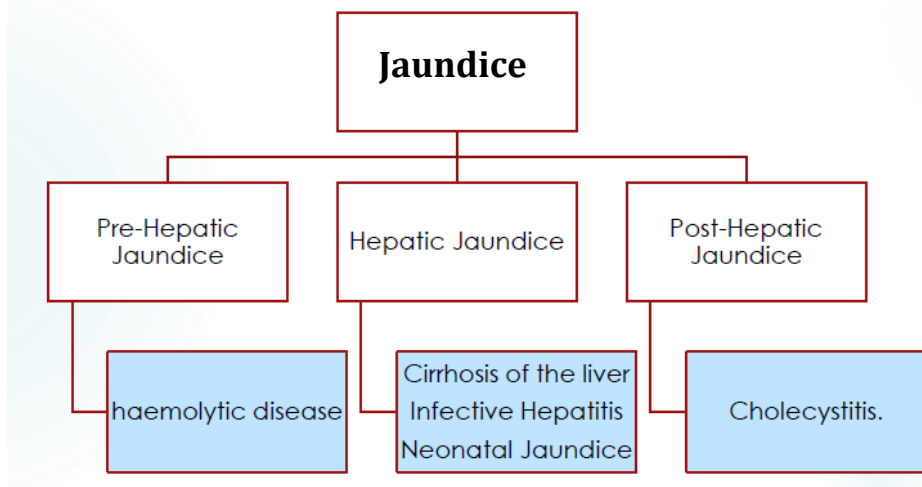 Jaundice
Pre-Hepatic
Jaundice
Hepatic Jaundice
Post-Hepatic
Jaundice
haemolytic disease
Cirrhosis of the liver
Infective Hepatitis
Neonatal Jaundice
Cholecystitis.